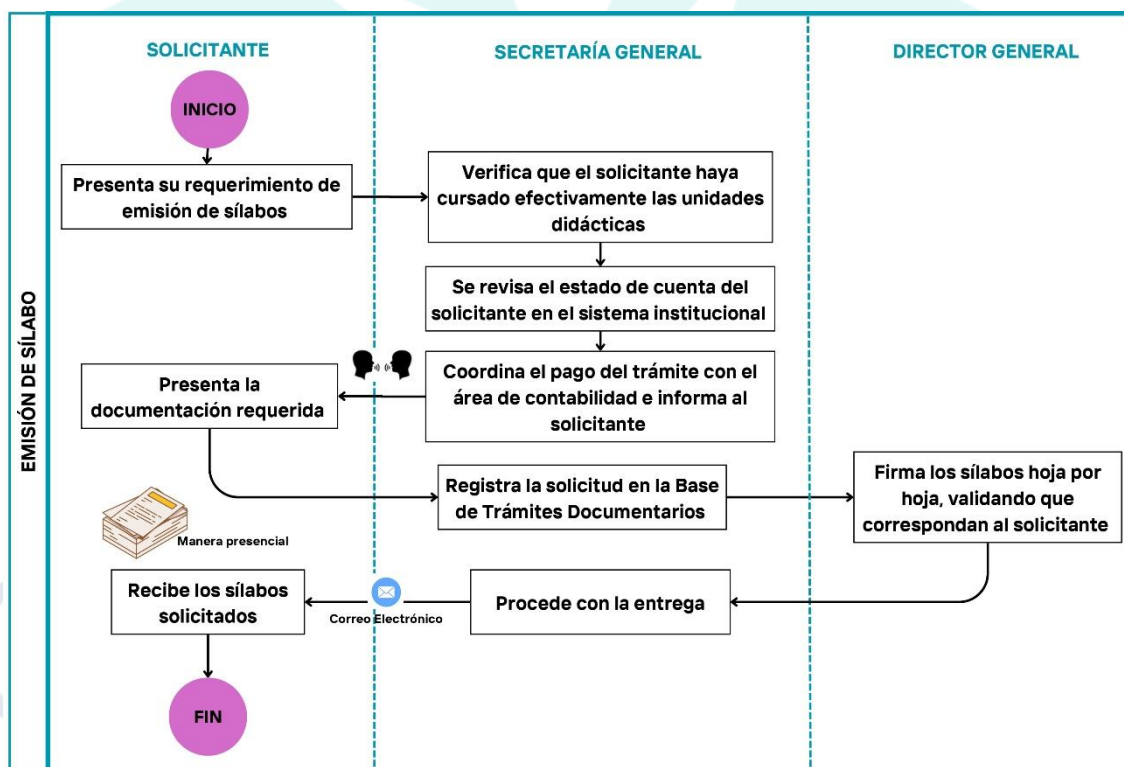 SOLICITANTE
SECRETARÍA GENERAL
DIRECTOR GENERAL
EMISIÓN DE SÍLABO
INICIO
Presenta su requerimiento de
emisión de sílabos
Verifica que el solicitante haya
cursado efectivamente las unidades
didácticas
Se revisa el estado de cuenta del
solicitante en el sistema institucional
Coordina el pago del trámite con el
área de contabilidad e informa al
solicitante
Presenta la
documentación requerida
Registra la solicitud en la Base
de Trámites Documentarios
Firma los sílabos hoja por
hoja, validando que
correspondan al solicitante
Manera presencial
Procede con la entrega
Correo Electrónico
Recibe los sílabos
solicitados
FIN